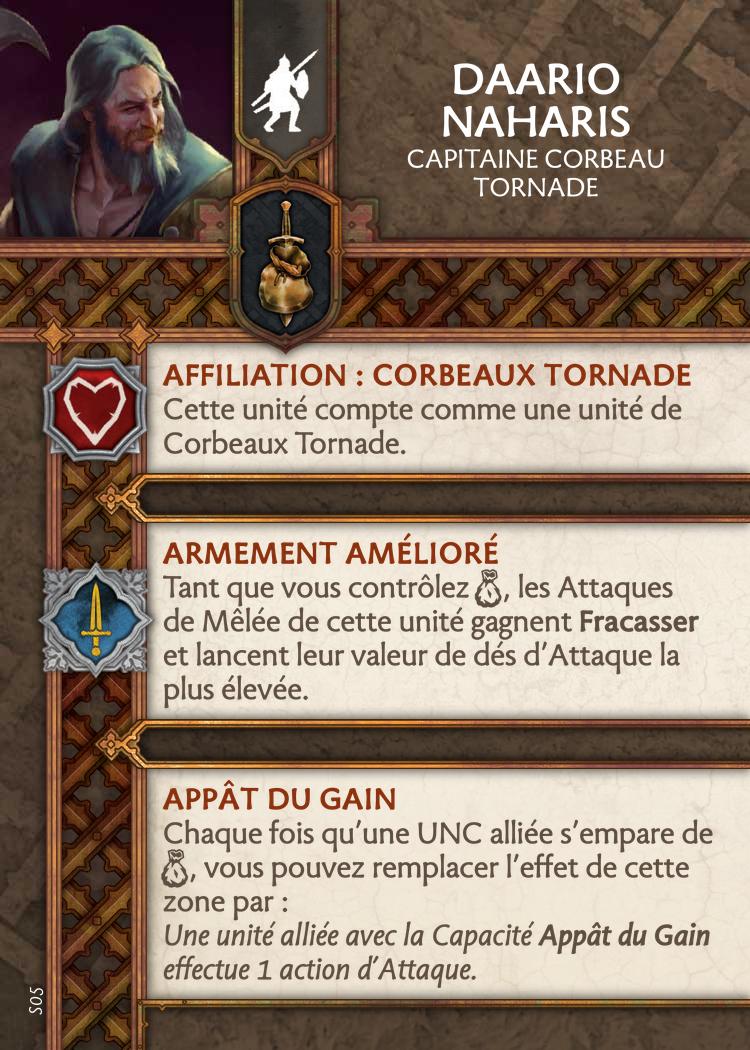 DAARIO
NAHARIS
CAPITAINE CORBEAU
TORNADE
AFFILIATION : CORBEAUX TORNADE
Cette unité compte comme une unité de
Corbeaux Tornade.
ARMEMENT AMÉLIORÉ
Tant que vous contrôlez , les Attaques
de Mêlée de cette unité gagnent Fracasser
et lancent leur valeur de dés d'Attaque la
plus élevée.
APPÂT DU GAIN
Chaque fois qu'une UNC alliée s'empare de
, vous pouvez remplacer l'effet de cette
zone par :
Une unité alliée avec la Capacité Appât du Gain
effectue 1 action d'Attaque.
S05